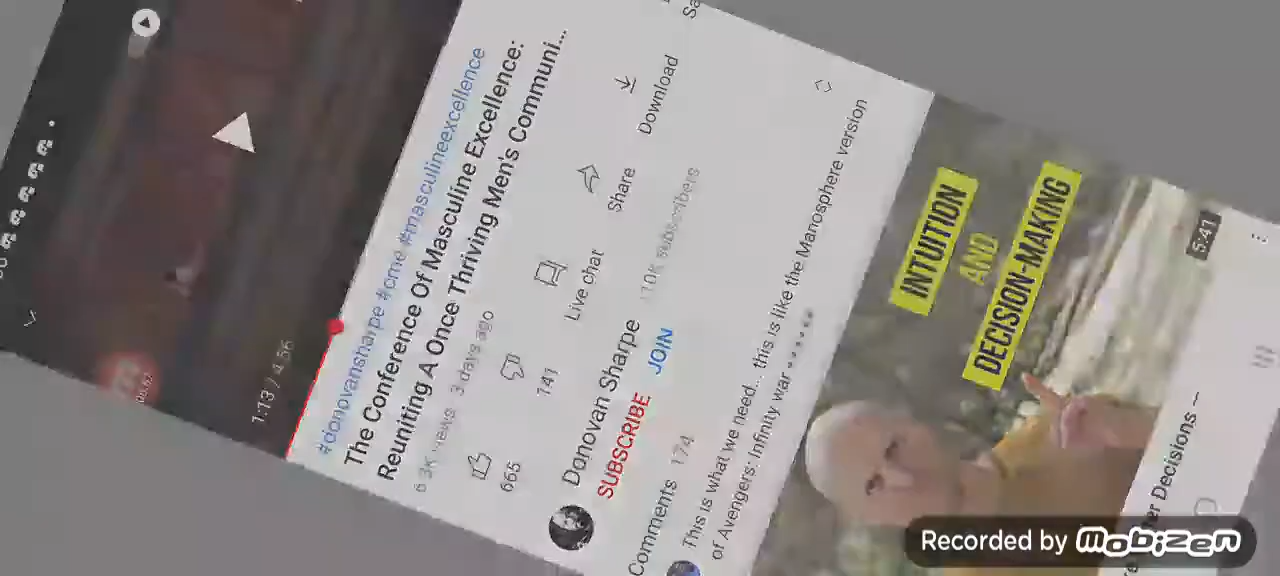 1:13 / 4:56
#donovansharpe #cme #masculineexcellence
The Conference Of Masculine Excellence:
Reuniting A Once Thriving Men's Communi...
6.3K views 3 days ago
665
141
Live chat
Share
Download
Donovan Sharpe
110K subscribers
SUBSCRIBE
JOIN
Comments 174
This is what we need... this is like the Manosphere version
of Avengers: Infinity war
INTUITION
AND
DECISION-MAKING
5:41
Decisions –
Recorded by Mobizen